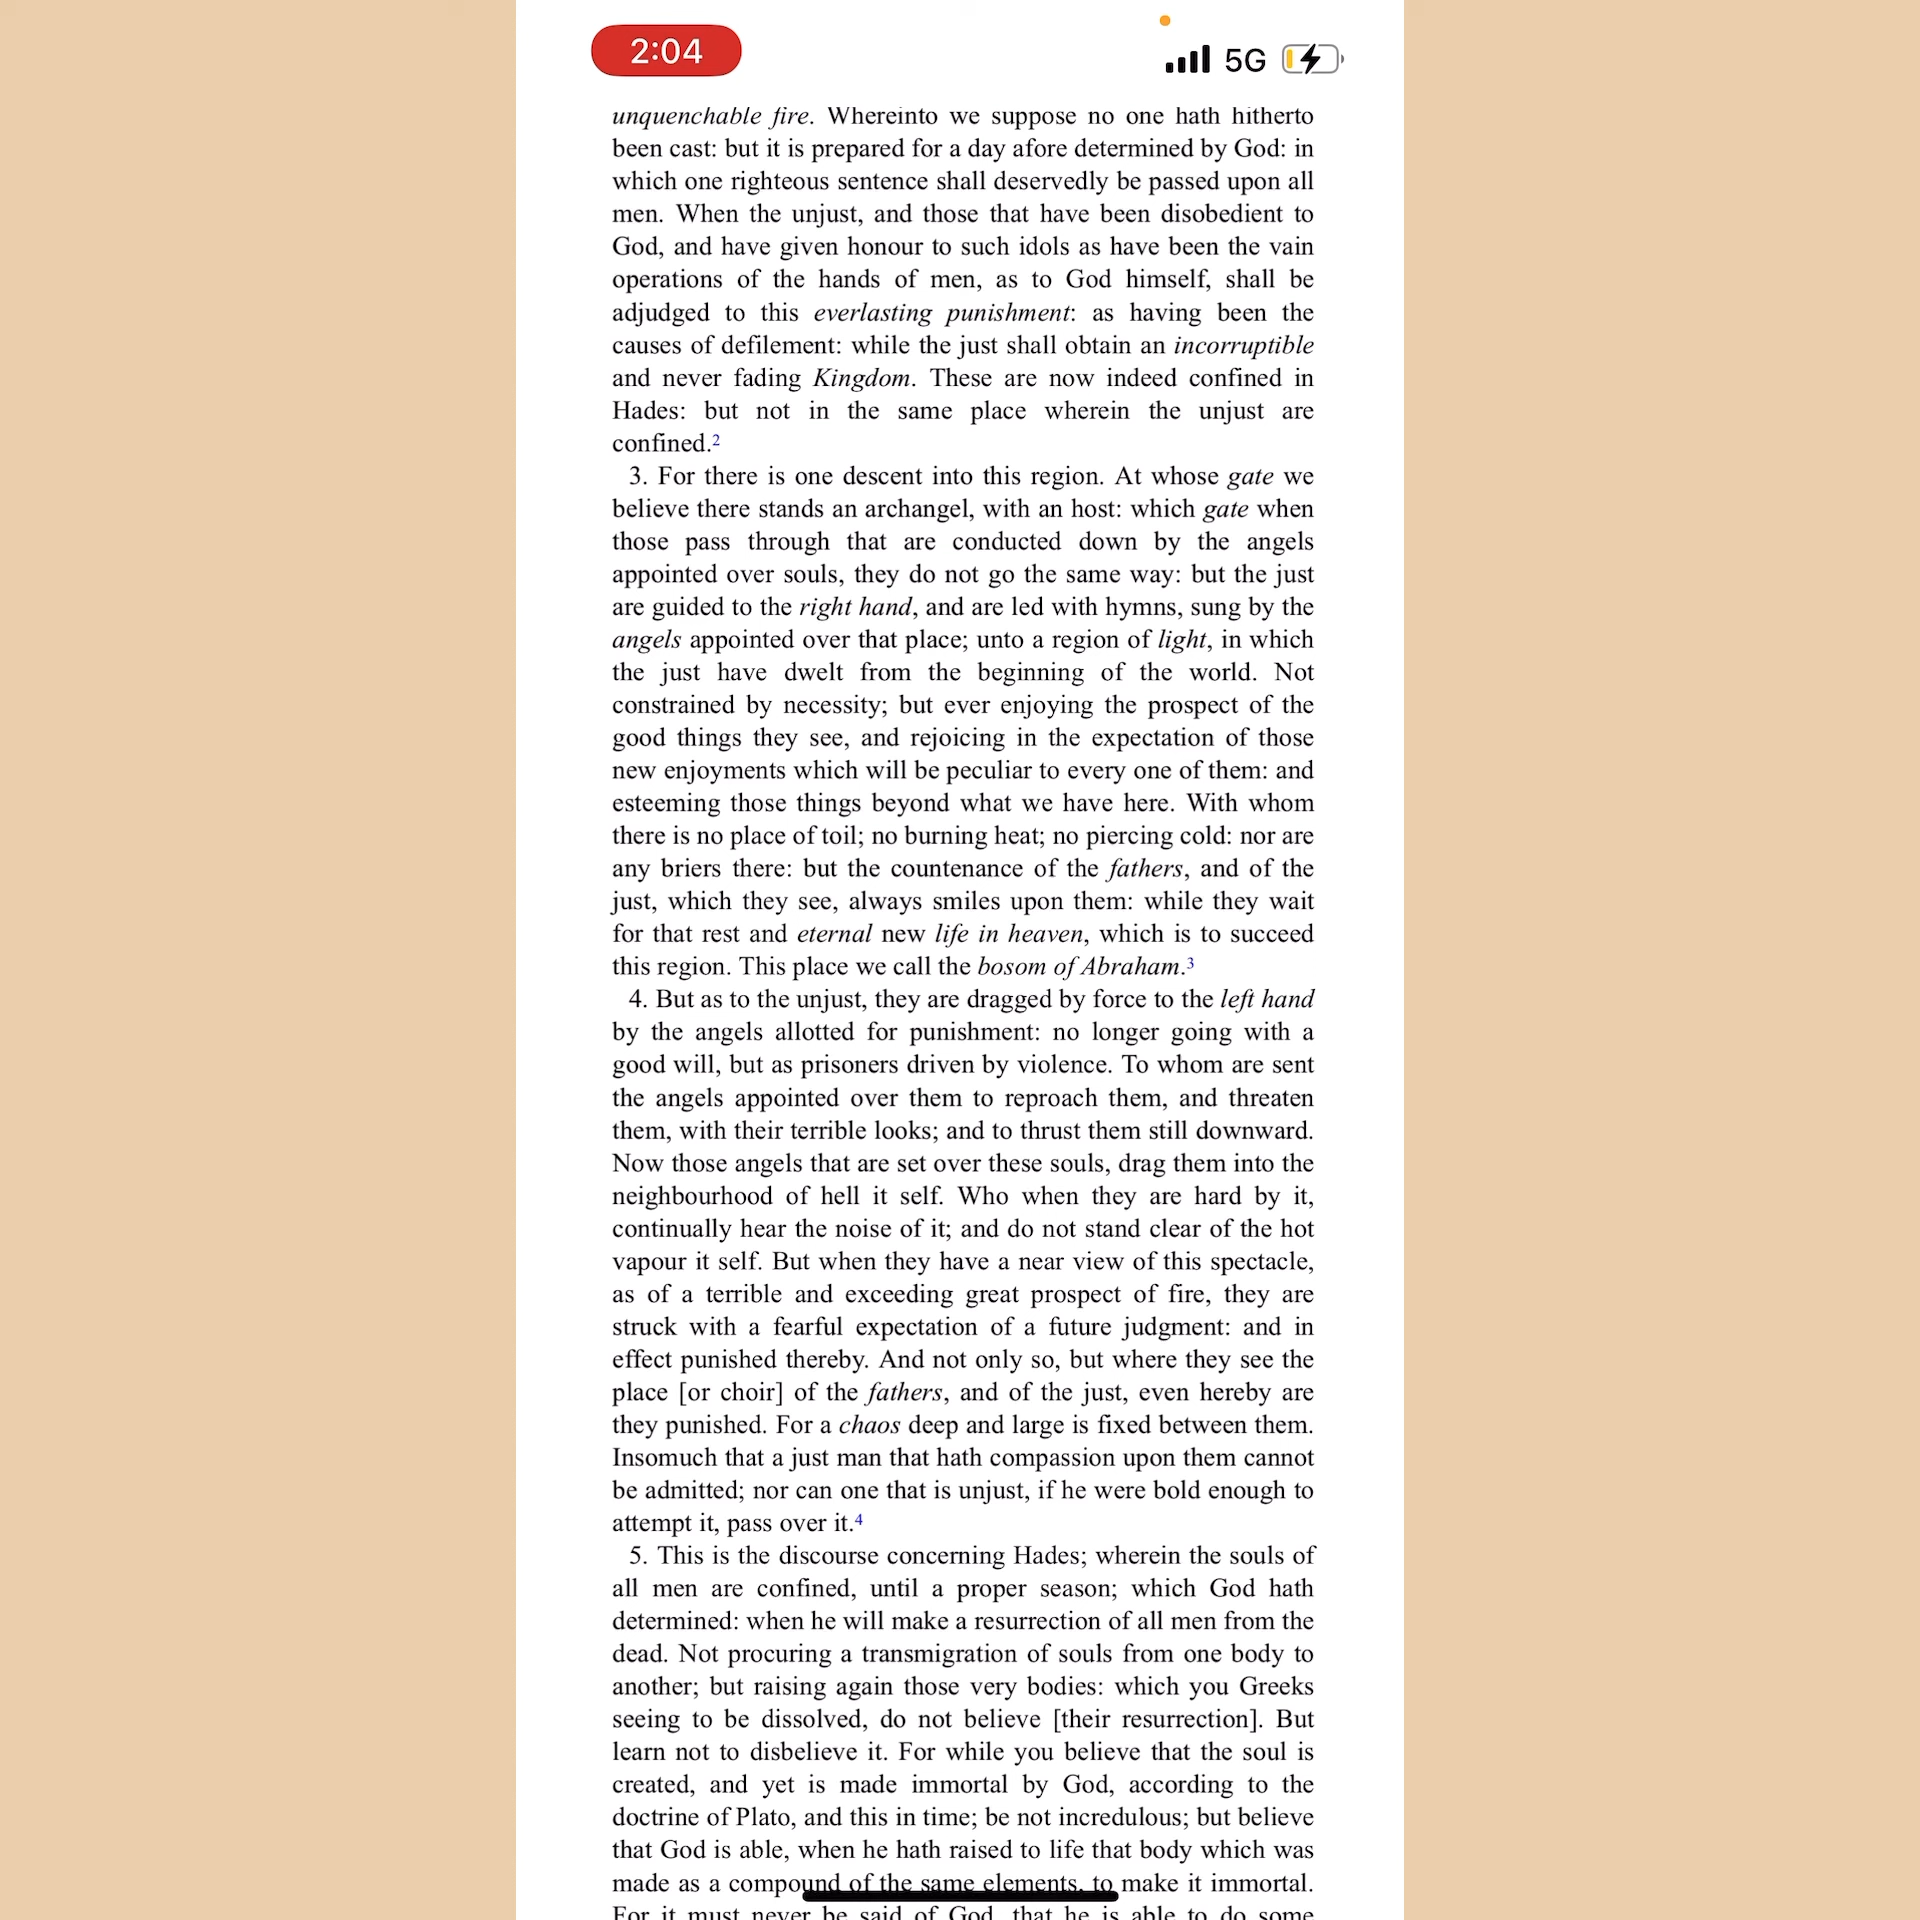 2:04
5G
unquenchable fire. Whereinto we suppose no one hath hitherto
been cast: but it is prepared for a day afore determined by God: in
which one righteous sentence shall deservedly be passed upon all
men. When the unjust, and those that have been disobedient to
God, and have given honour to such idols as have been the vain
operations of the hands of men, as to God himself, shall be
adjudged to this everlasting punishment: as having been the
causes of defilement: while the just shall obtain an incorruptible
and never fading Kingdom. These are now indeed confined in
Hades: but not in the same place wherein the unjust are
confined.2
3. For there is one descent into this region. At whose gate we
believe there stands an archangel, with an host: which gate when
those pass through that are conducted down by the angels
appointed over souls, they do not go the same way: but the just
are guided to the right hand, and are led with hymns, sung by the
angels appointed over that place; unto a region of light, in which
the just have dwelt from the beginning of the world. Not
constrained by necessity; but ever enjoying the prospect of the
good things they see, and rejoicing in the expectation of those
new enjoyments which will be peculiar to every one of them: and
esteeming those things beyond what we have here. With whom
there is no place of toil; no burning heat; no piercing cold: nor are
any briers there: but the countenance of the fathers, and of the
just, which they see, always smiles upon them: while they wait
for that rest and eternal new life in heaven, which is to succeed
this region. This place we call the bosom of Abraham.3
4. But as to the unjust, they are dragged by force to the left hand
by the angels allotted for punishment: no longer going with a
good will, but as prisoners driven by violence. To whom are sent
the angels appointed over them to reproach them, and threaten
them, with their terrible looks; and to thrust them still downward.
Now those angels that are set over these souls, drag them into the
neighbourhood of hell it self. Who when they are hard by it,
continually hear the noise of it; and do not stand clear of the hot
vapour it self. But when they have a near view of this spectacle,
as of a terrible and exceeding great prospect of fire, they are
struck with a fearful expectation of a future judgment: and in
effect punished thereby. And not only so, but where they see the
place [or choir] of the fathers, and of the just, even hereby are
they punished. For a chaos deep and large is fixed between them.
Insomuch that a just man that hath compassion upon them cannot
be admitted; nor can one that is unjust, if he were bold enough to
attempt it, pass over it.4
5. This is the discourse concerning Hades; wherein the souls of
all men are confined, until a proper season; which God hath
determined: when he will make a resurrection of all men from the
dead. Not procuring a transmigration of souls from one body to
another; but raising again those very bodies: which you Greeks
seeing to be dissolved, do not believe [their resurrection]. But
learn not to disbelieve it. For while you believe that the soul is
created, and yet is made immortal by God, according to the
doctrine of Plato, and this in time; be not incredulous; but believe
that God is able, when he hath raised to life that body which was
made as a compound of the same elements, to make it immortal.
For it must never be said of God, that he is able to do some